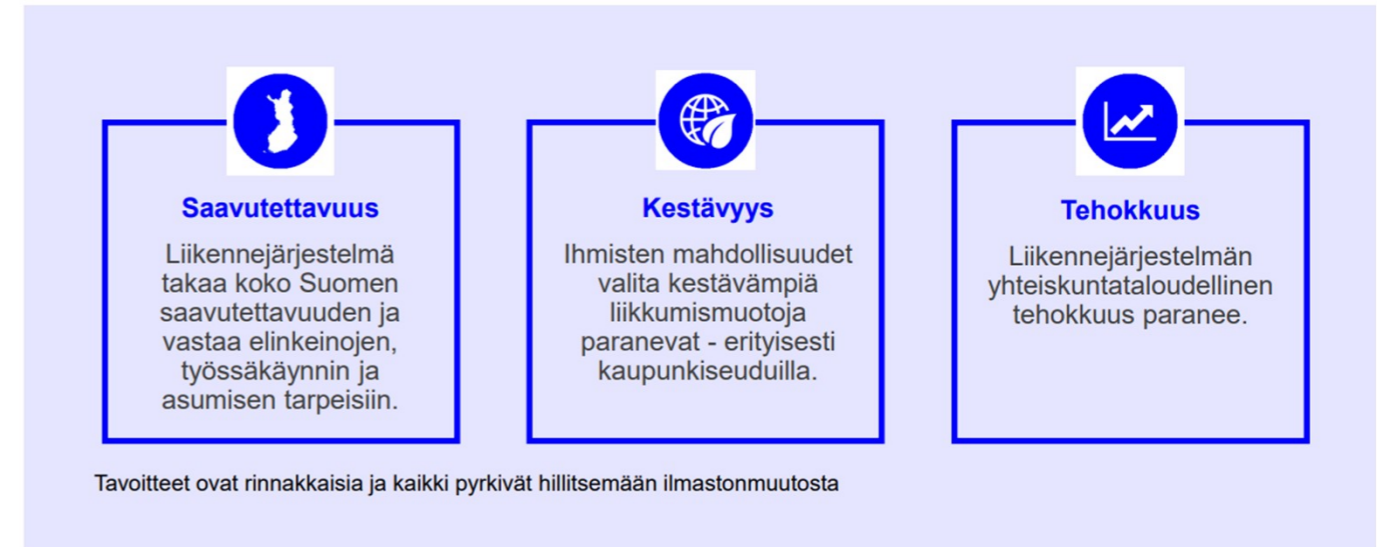 Saavutettavuus
Liikennejärjestelmä
takaa koko Suomen
saavutettavuuden ja
vastaa elinkeinojen,
työssäkäynnin ja
asumisen tarpeisiin.
Kestävyys
Ihmisten mahdollisuudet
valita kestävämpiä
liikkumismuotoja
paranevat - erityisesti
kaupunkiseuduilla.
Tehokkuus
Liikennejärjestelmän
yhteiskuntataloudellinen
tehokkuus paranee.
Tavoitteet ovat rinnakkaisia ja kaikki pyrkivät hillitsemään ilmastonmuutosta